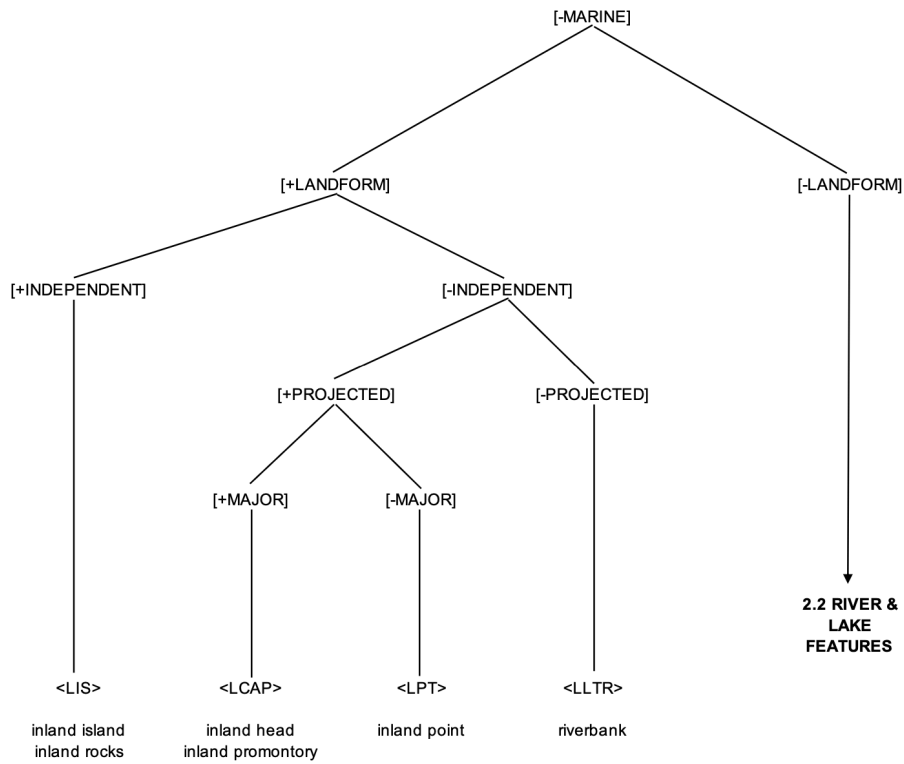 [-MARINE]
[+LANDFORM]
[-LANDFORM]
[+INDEPENDENT]
[-INDEPENDENT]
[+PROJECTED]
[-PROJECTED]
[+MAJOR]
[-MAJOR]
2.2 RIVER &
LAKE
FEATURES
<LIS>
<LCAP>
<LPT>
<LLTR>
inland island
inland rocks
inland head
inland promontory
inland point
riverbank